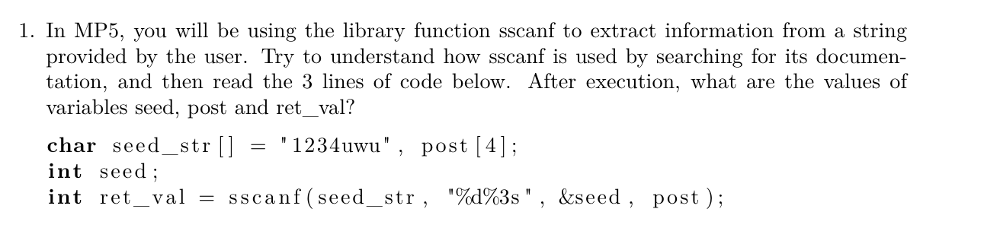 1. In MP5, you will be using the library function sscanf to extract information from a string
provided by the user. Try to understand how sscanf is used by searching for its documen-
tation, and then read the 3 lines of code below. After execution, what are the values of
variables seed, post and ret_val?
char seed_str[] = "1234uwu", post[4];
int seed;
int ret_val = sscanf(seed_str, "%d%3s", &seed, post);